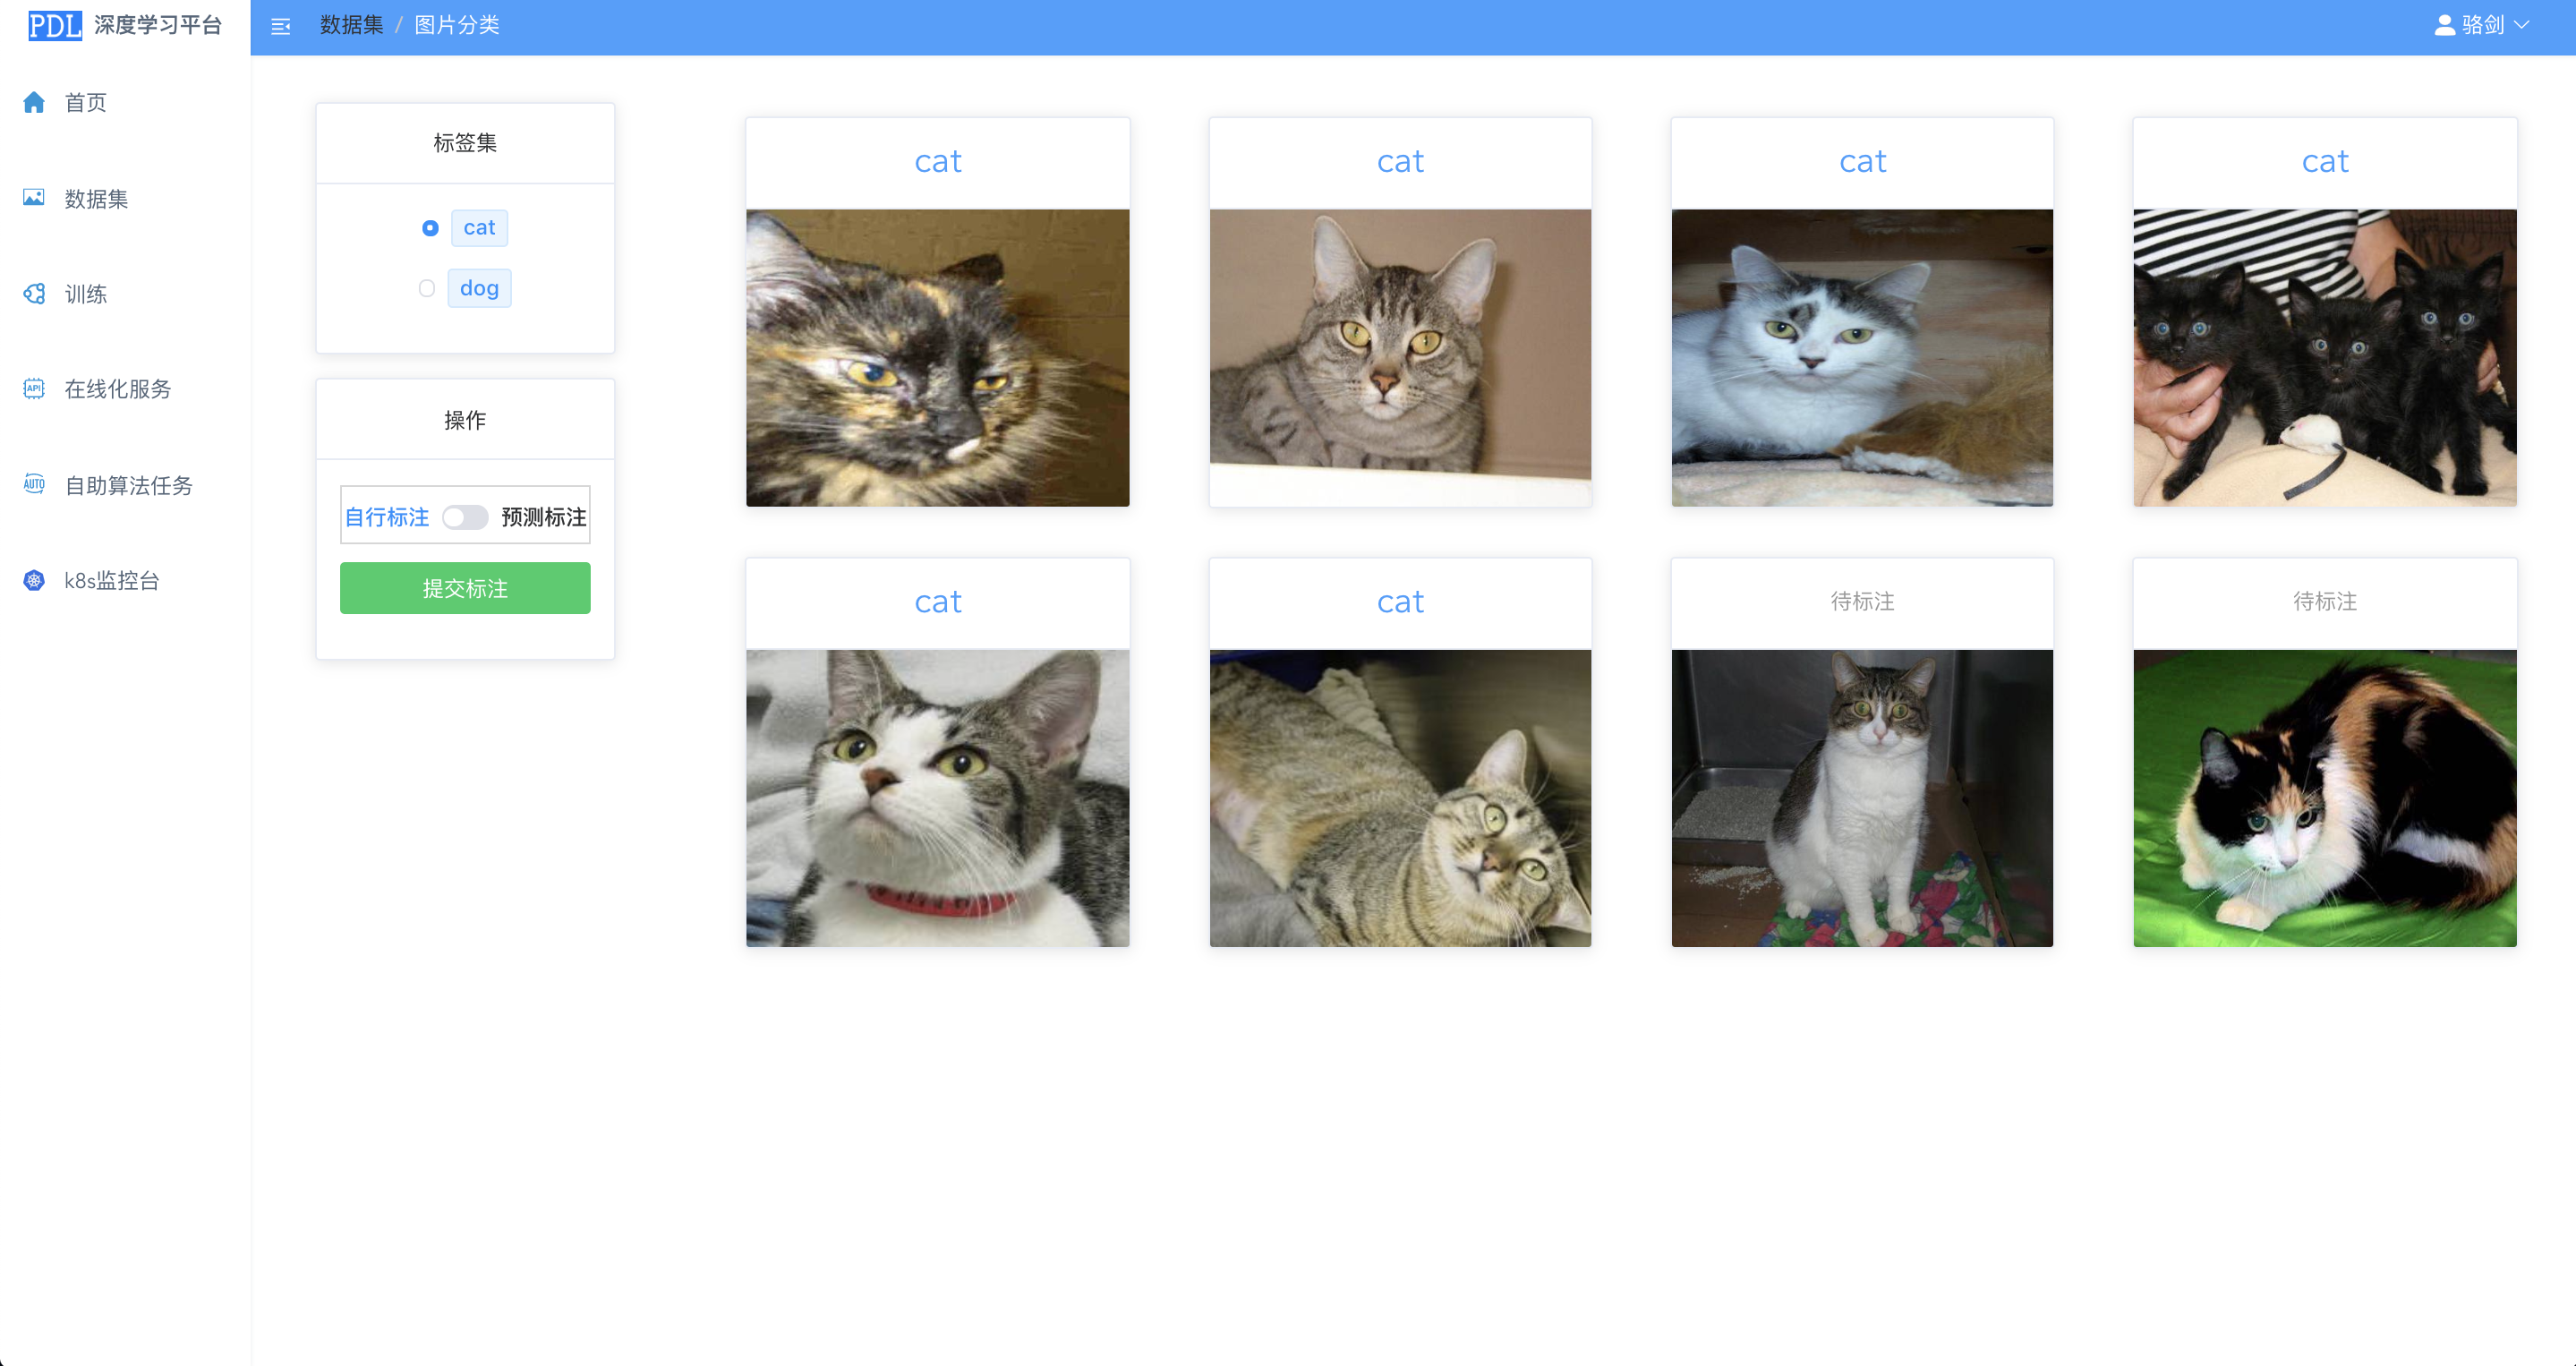 PDL 深度学习平台
数据集 / 图片分类
骆剑
首页
数据集
训练
API 在线化服务
AUTO 自助算法任务
k8s监控台
标签集
cat
dog
操作
自行标注 预测标注
提交标注
cat
cat
cat
cat
cat
cat
待标注
待标注